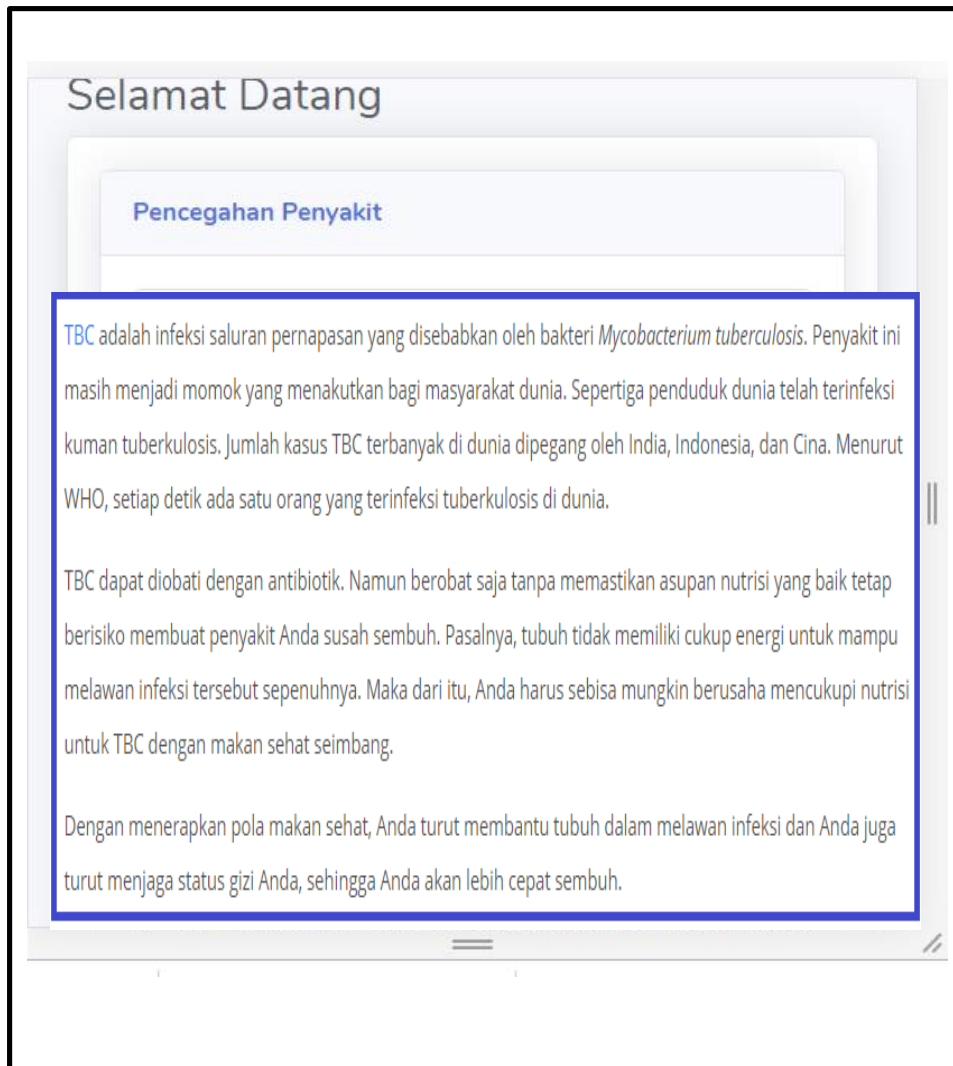 Selamat Datang
Pencegahan Penyakit
TBC adalah infeksi saluran pernapasan yang disebabkan oleh bakteri Mycobacterium tuberculosis. Penyakit ini
masih menjadi momok yang menakutkan bagi masyarakat dunia. Sepertiga penduduk dunia telah terinfeksi
kuman tuberkulosis. Jumlah kasus TBC terbanyak di dunia dipegang oleh India, Indonesia, dan Cina. Menurut
WHO, setiap detik ada satu orang yang terinfeksi tuberkulosis di dunia.
TBC dapat diobati dengan antibiotik. Namun berobat saja tanpa memastikan asupan nutrisi yang baik tetap
berisiko membuat penyakit Anda susah sembuh. Pasalnya, tubuh tidak memiliki cukup energi untuk mampu
melawan infeksi tersebut sepenuhnya. Maka dari itu, Anda harus sebisa mungkin berusaha mencukupi nutrisi
untuk TBC dengan makan sehat seimbang.
Dengan menerapkan pola makan sehat, Anda turut membantu tubuh dalam melawan infeksi dan Anda juga
turut menjaga status gizi Anda, sehingga Anda akan lebih cepat sembuh.